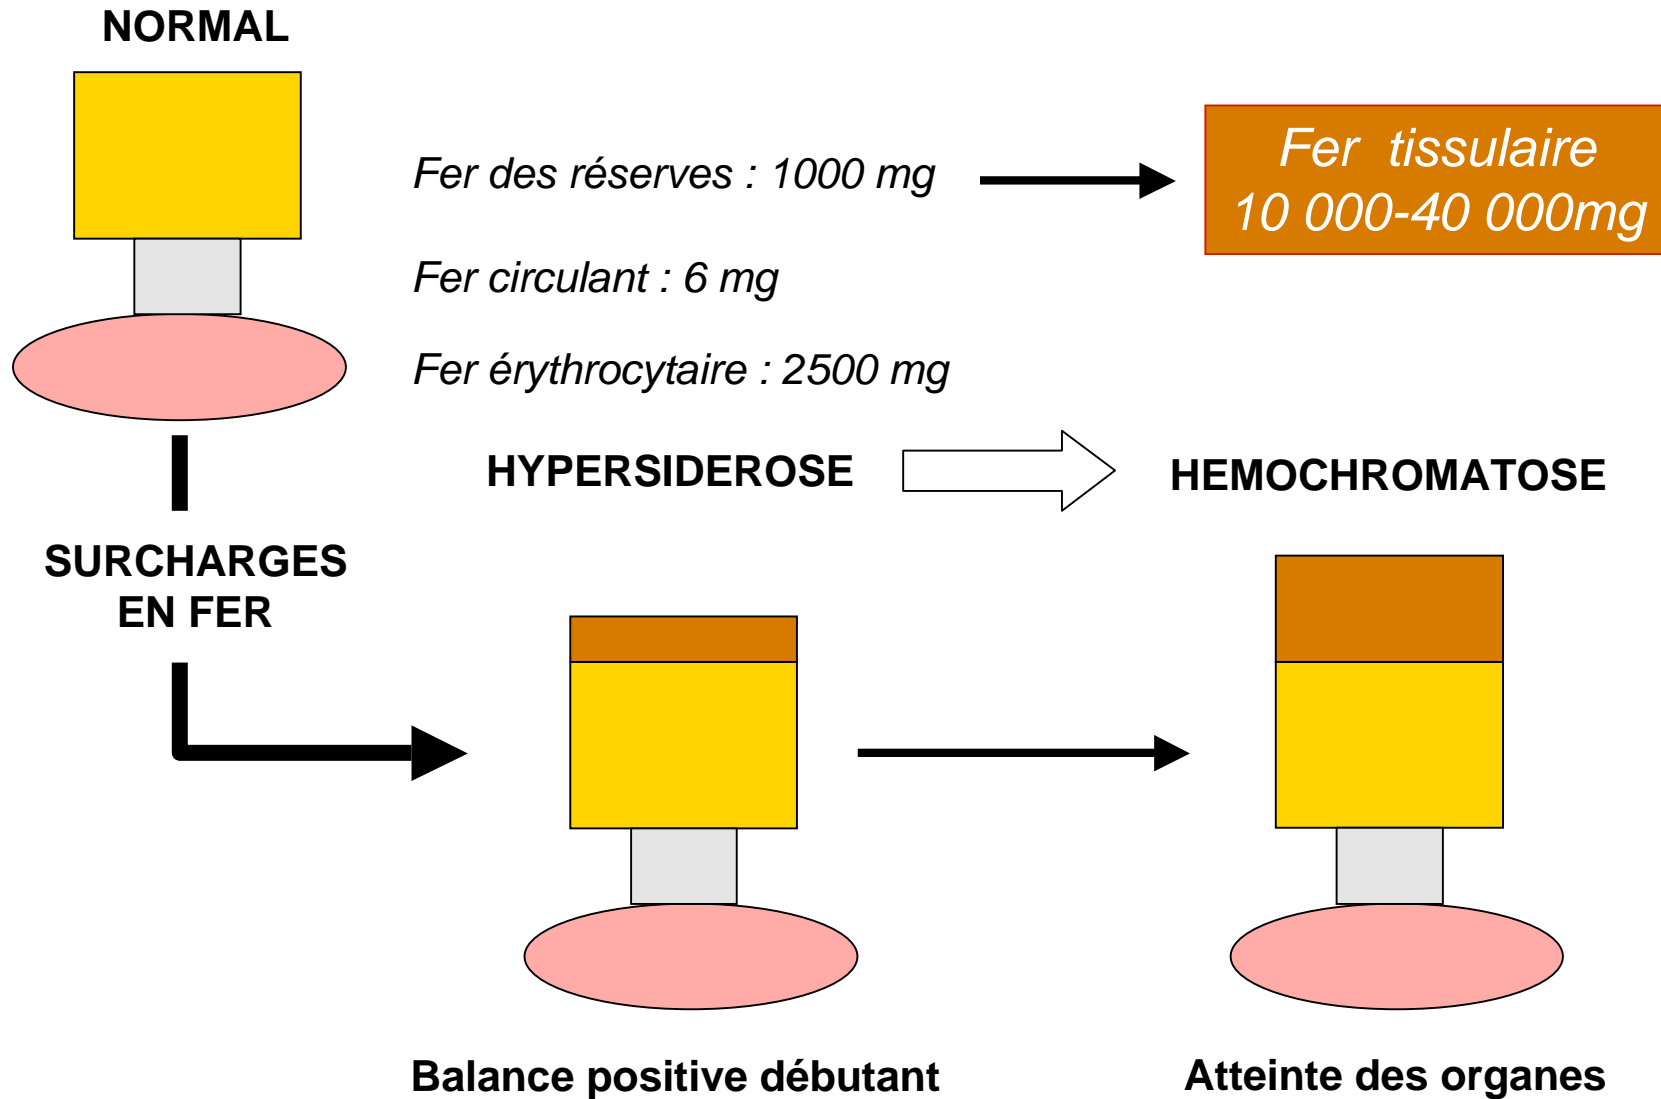 NORMAL
Fer des réserves : 1000 mg
Fer tissulaire
10 000-40 000mg
Fer circulant : 6 mg
Fer érythrocytaire : 2500 mg
HYPERSIDEROSE
HEMOCHROMATOSE
SURCHARGES
EN FER
Balance positive débutant
Atteinte des organes